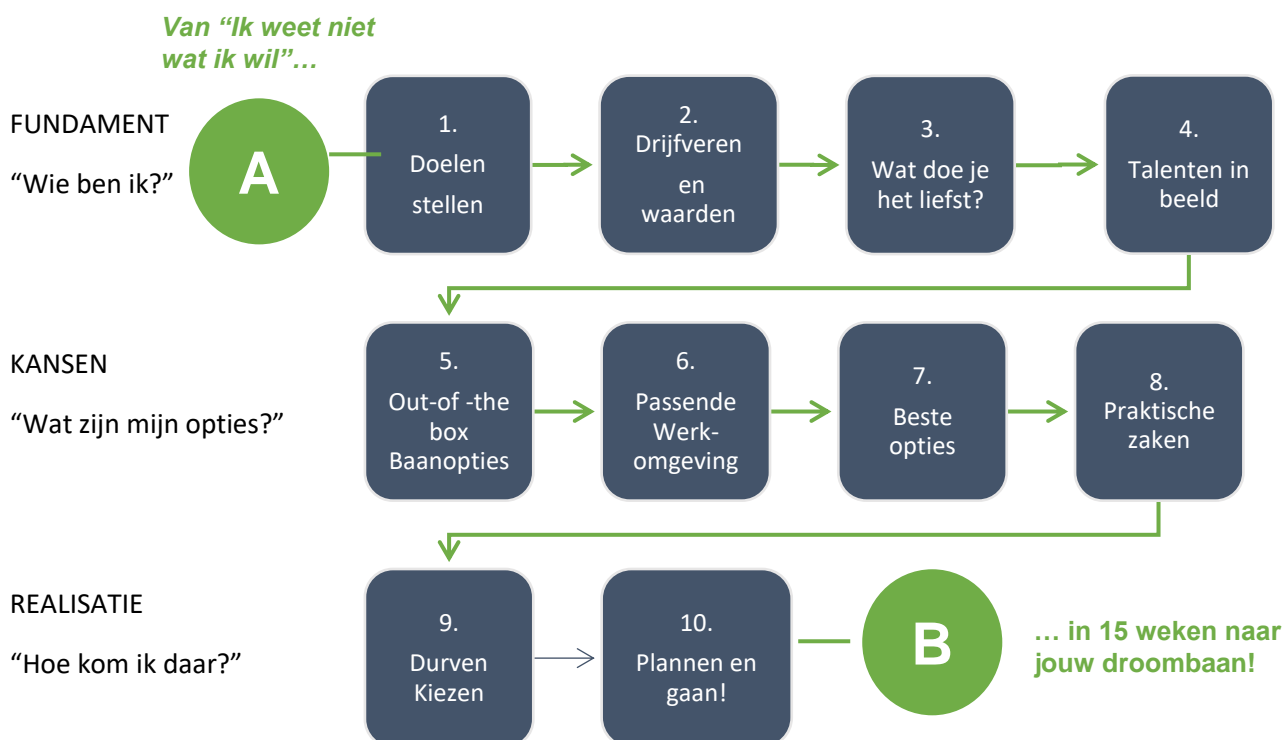 Van “Ik weet niet
wat ik wil”…
FUNDAMENT
“Wie ben ik?”
A
1.
Doelen
stellen
2.
Drijfveren
en
waarden
3.
Wat doe je
het liefst?
4.
Talenten in
beeld
KANSEN
“Wat zijn mijn opties?”
5.
Out-of -the
box
Baanopties
6.
Passende
Werk-
omgeving
7.
Beste
opties
8.
Praktische
zaken
REALISATIE
“Hoe kom ik daar?”
9.
Durven
Kiezen
10.
Plannen en
gaan!
B
… in 15 weken naar
jouw droombaan!